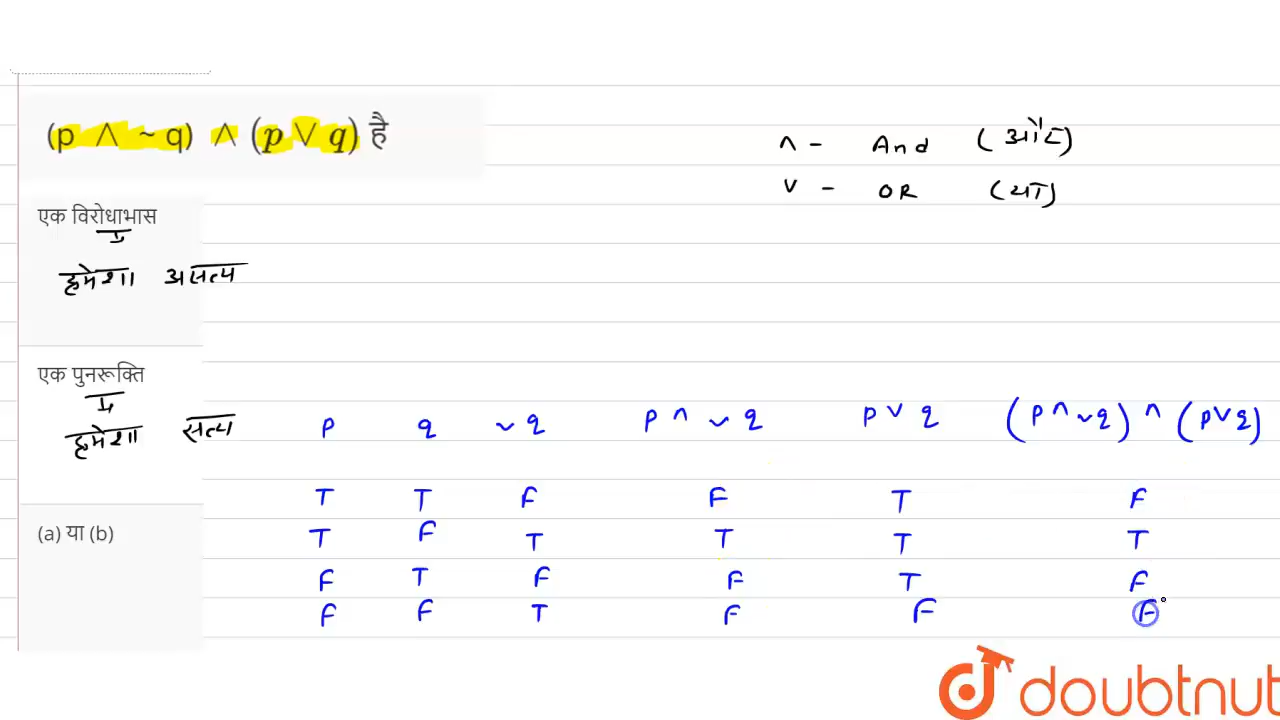 (p ∧ ~ q) ∧ (p ∨ q) है
∧ - And (और)
∨ - OR (या)
एक विरोधाभास
हमेशा असत्य
एक पुनरूक्ति
हमेशा सत्य
p q ~q p ∧ ~q p ∨ q (p ∧ ~q) ∧ (p ∨ q)
T T F F T F
T F T T T T
F T F F T F
F F T F F F
(a) या (b)
doubtnut